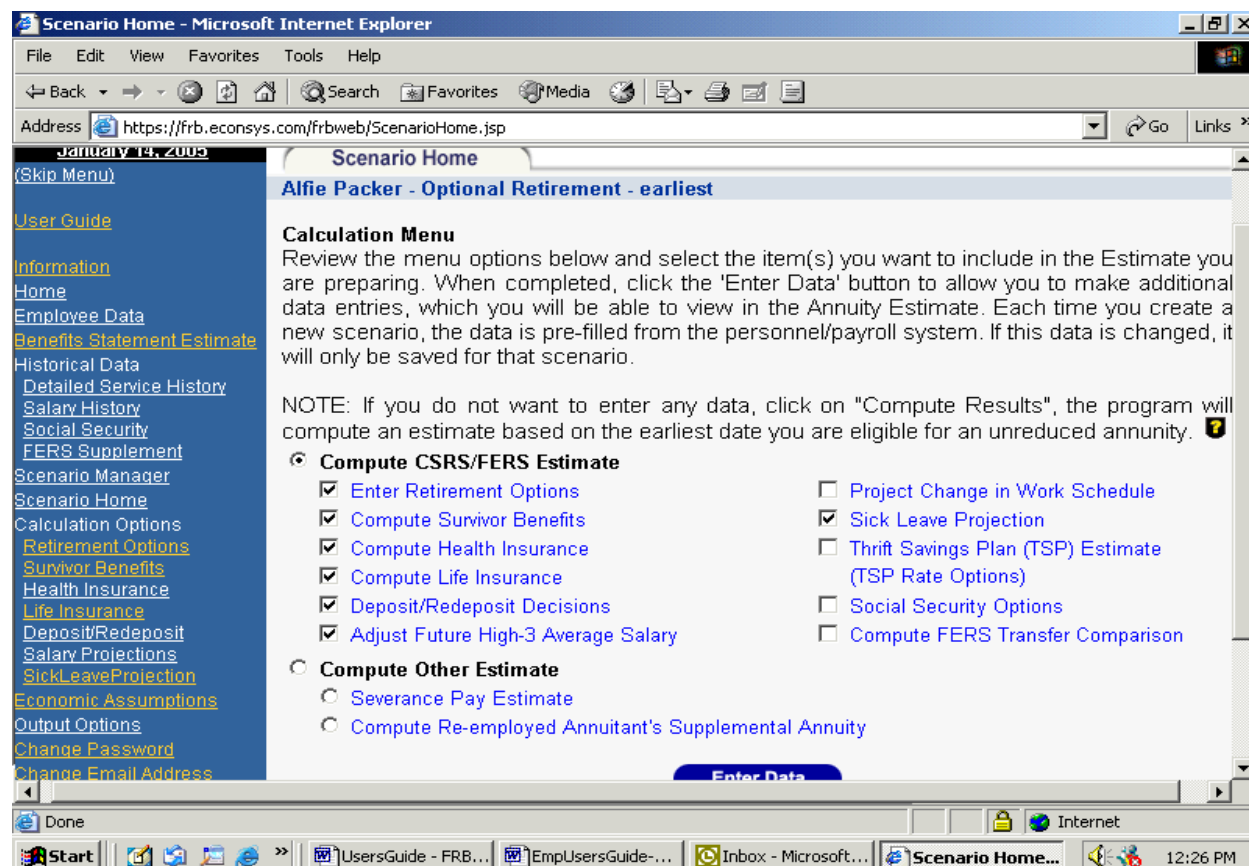 Scenario Home - Microsoft Internet Explorer
File Edit View Favorites Tools Help
Back Search Favorites Media
Address https://frb.econsys.com/frbweb/ScenarioHome.jsp Go Links »
January 14, 2005
(Skip Menu)
User Guide
Information
Home
Employee Data
Benefits Statement Estimate
Historical Data
Detailed Service History
Salary History
Social Security
FERS Supplement
Scenario Manager
Scenario Home
Calculation Options
Retirement Options
Survivor Benefits
Health Insurance
Life Insurance
Deposit/Redeposit
Salary Projections
SickLeaveProjection
Economic Assumptions
Output Options
Change Password
Change Email Address
Scenario Home
Alfie Packer - Optional Retirement - earliest
Calculation Menu
Review the menu options below and select the item(s) you want to include in the Estimate you
are preparing. When completed, click the 'Enter Data' button to allow you to make additional
data entries, which you will be able to view in the Annuity Estimate. Each time you create a
new scenario, the data is pre-filled from the personnel/payroll system. If this data is changed, it
will only be saved for that scenario.
NOTE: If you do not want to enter any data, click on "Compute Results", the program will
compute an estimate based on the earliest date you are eligible for an unreduced annunity. ?
Compute CSRS/FERS Estimate
Enter Retirement Options
Compute Survivor Benefits
Compute Health Insurance
Compute Life Insurance
Deposit/Redeposit Decisions
Adjust Future High-3 Average Salary
Project Change in Work Schedule
Sick Leave Projection
Thrift Savings Plan (TSP) Estimate
(TSP Rate Options)
Social Security Options
Compute FERS Transfer Comparison
Compute Other Estimate
Severance Pay Estimate
Compute Re-employed Annuitant's Supplemental Annuity
Enter Data
Done Internet
Start » UsersGuide - FRB... EmpUsersGuide-... Inbox - Microsoft... Scenario Home... 12:26 PM